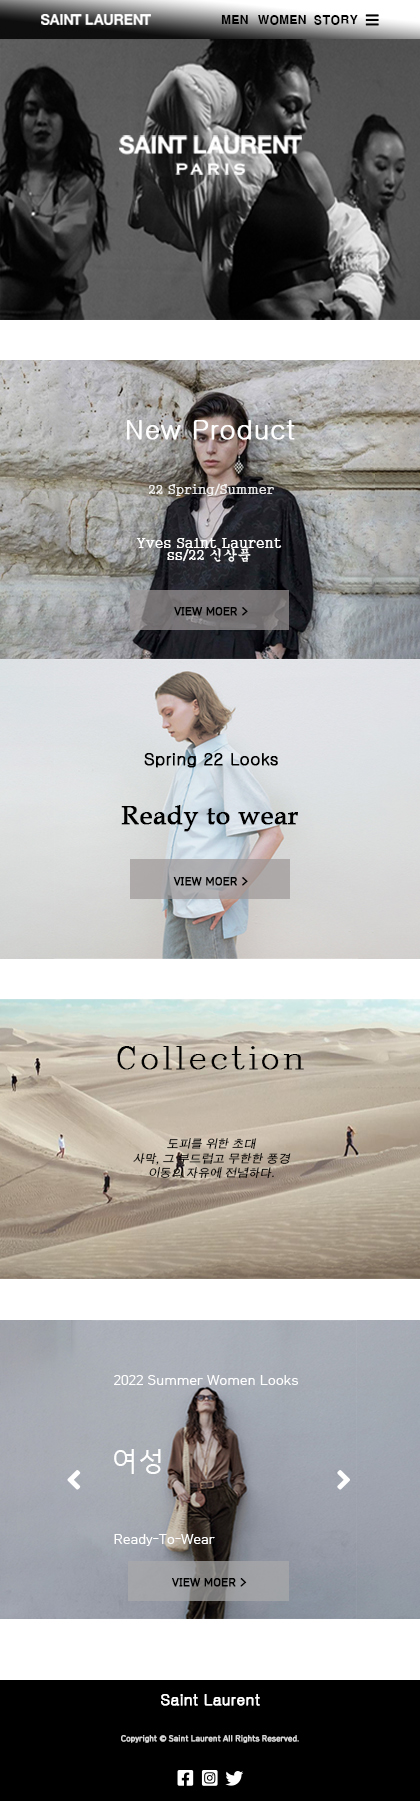 SAINT LAURENT
MEN WOMEN STORY
SAINT LAURENT
PARIS
New Product
22 Spring/Summer
Yves Saint Laurent
ss/22 신상품
VIEW MOER >
Spring 22 Looks
Ready to wear
VIEW MOER >
Collection
도피를 위한 초대
사막, 그 부드럽고 무한한 풍경
이동의 자유에 전념하다.
2022 Summer Women Looks
여성
Ready-To-Wear
VIEW MOER >
Saint Laurent
Copyright © Saint Laurent All Rights Reserved.